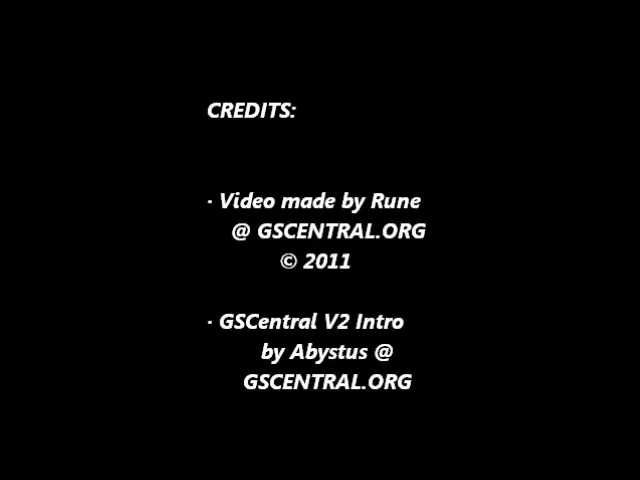 CREDITS:
· Video made by Rune
@ GSCENTRAL.ORG
© 2011
· GSCentral V2 Intro
by Abystus @
GSCENTRAL.ORG